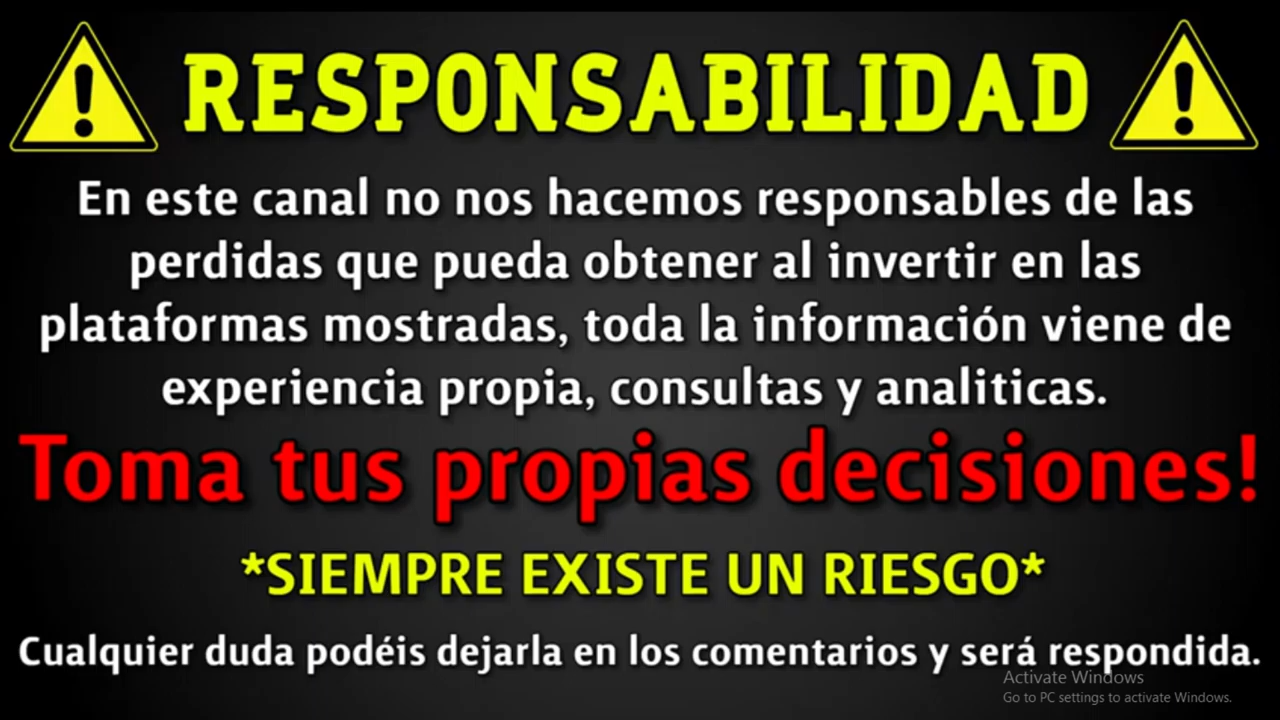 RESPONSABILIDAD
En este canal no nos hacemos responsables de las
perdidas que pueda obtener al invertir en las
plataformas mostradas, toda la información viene de
experiencia propia, consultas y analiticas.
Toma tus propias decisiones!
*SIEMPRE EXISTE UN RIESGO*
Cualquier duda podéis dejarla en los comentarios y será respondida.
Activate Windows
Go to PC settings to activate Windows.